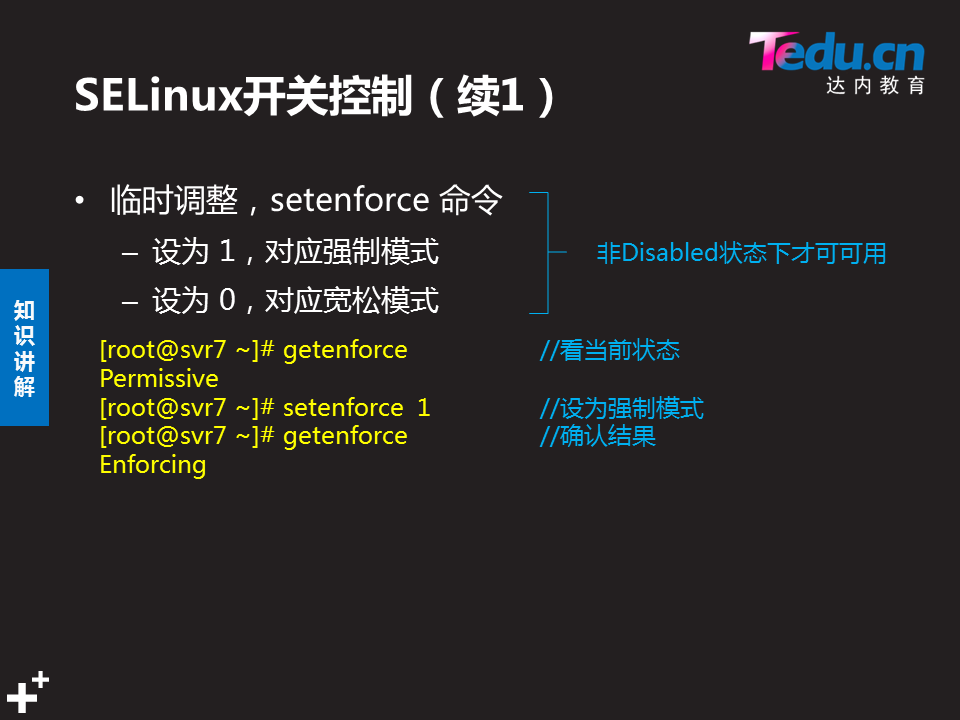 Tedu.cn
达内教育
SELinux开关控制（续1）
• 临时调整，setenforce 命令
– 设为 1，对应强制模式
– 设为 0，对应宽松模式
非Disabled状态下才可可用
知识讲解
[root@svr7 ~]# getenforce //看当前状态
Permissive
[root@svr7 ~]# setenforce 1 //设为强制模式
[root@svr7 ~]# getenforce //确认结果
Enforcing